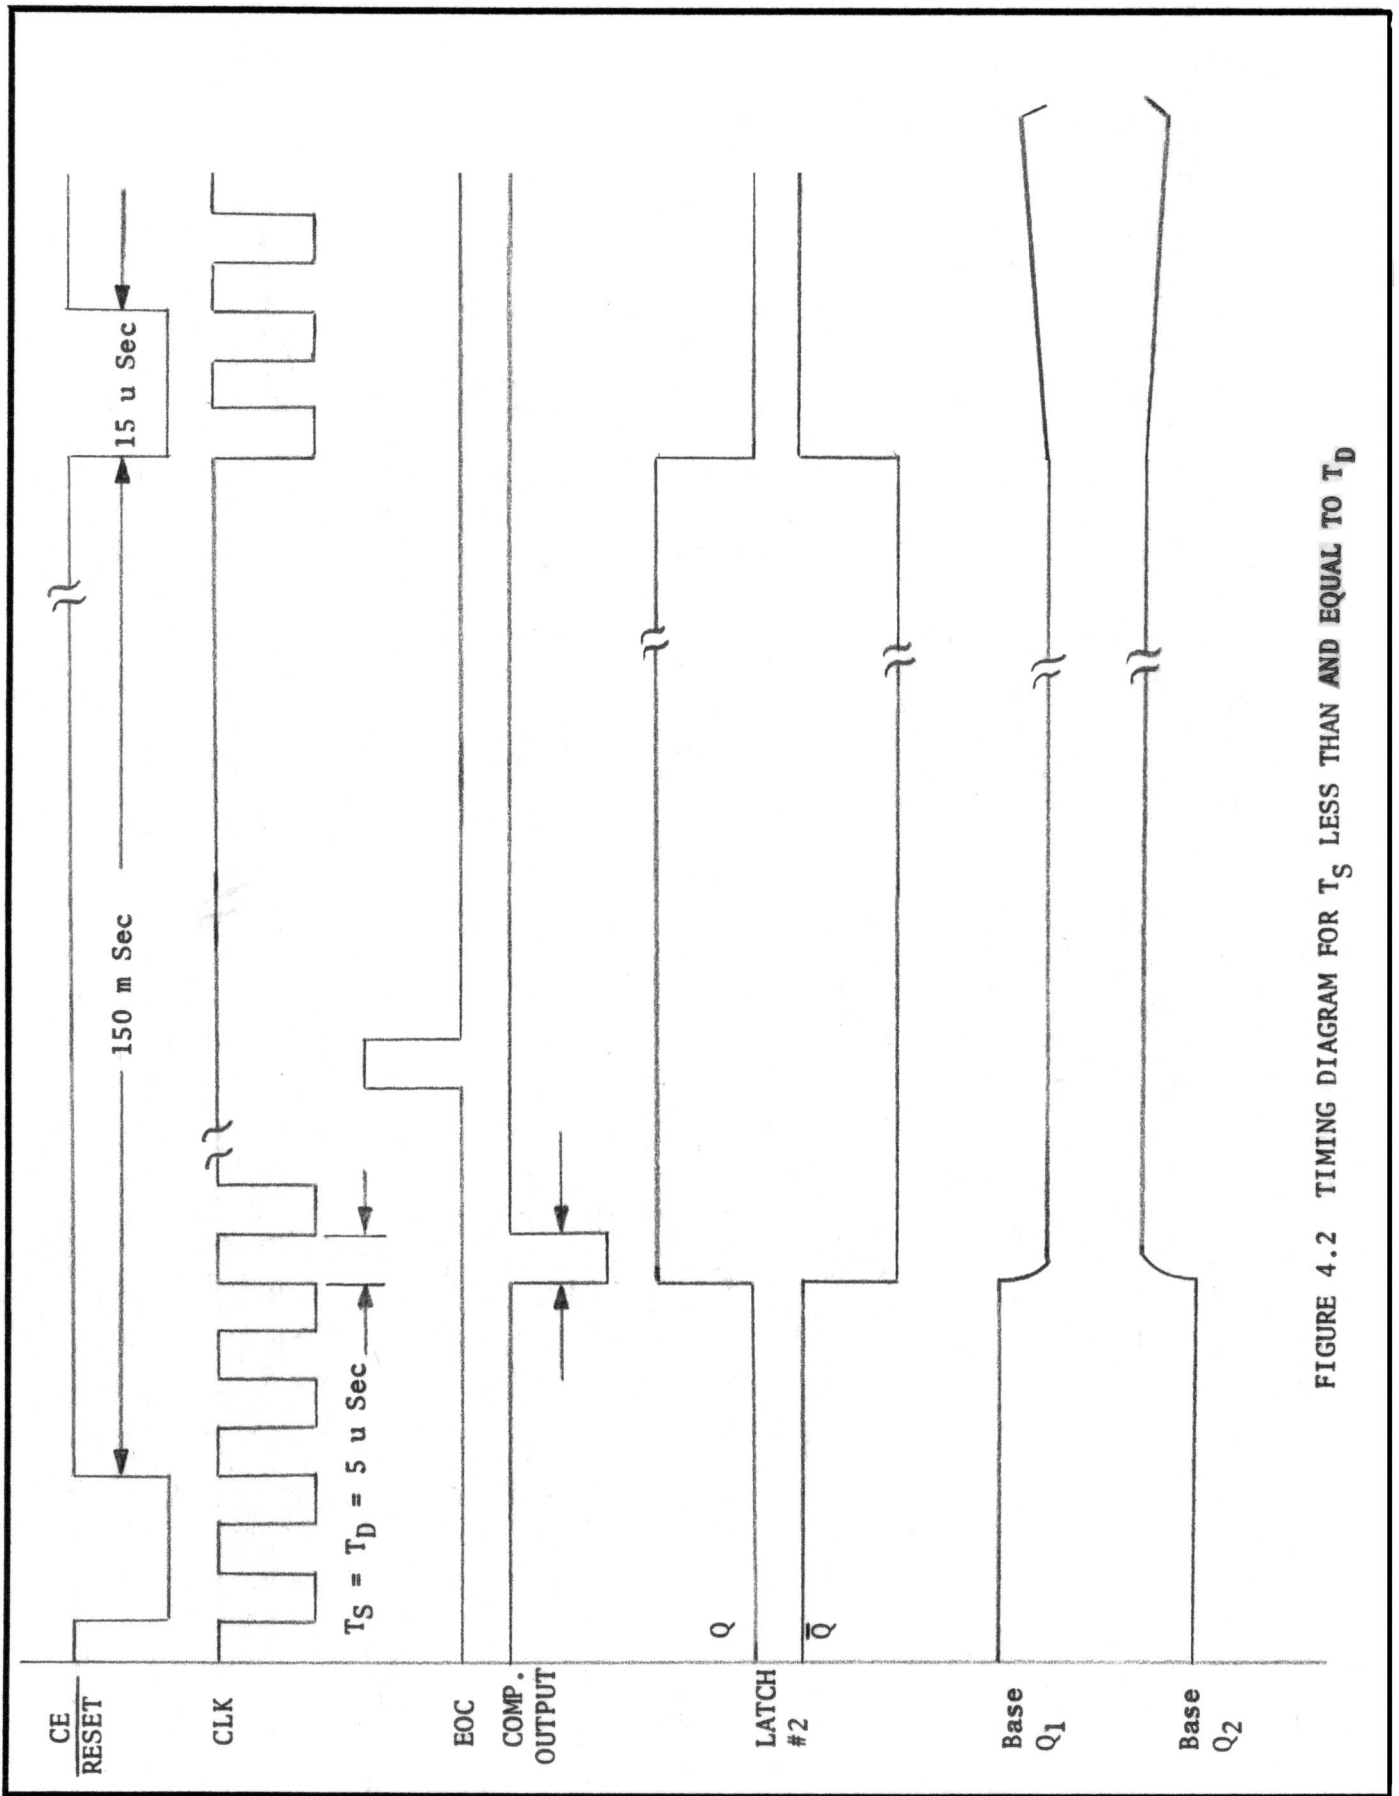 CE
RESET
15 u Sec
150 m Sec
CLK
TS = TD = 5 u Sec
EOC
COMP.
OUTPUT
LATCH
#2
Q
Q̅
Base
Q1
Base
Q2
FIGURE 4.2 TIMING DIAGRAM FOR TS LESS THAN AND EQUAL TO TD